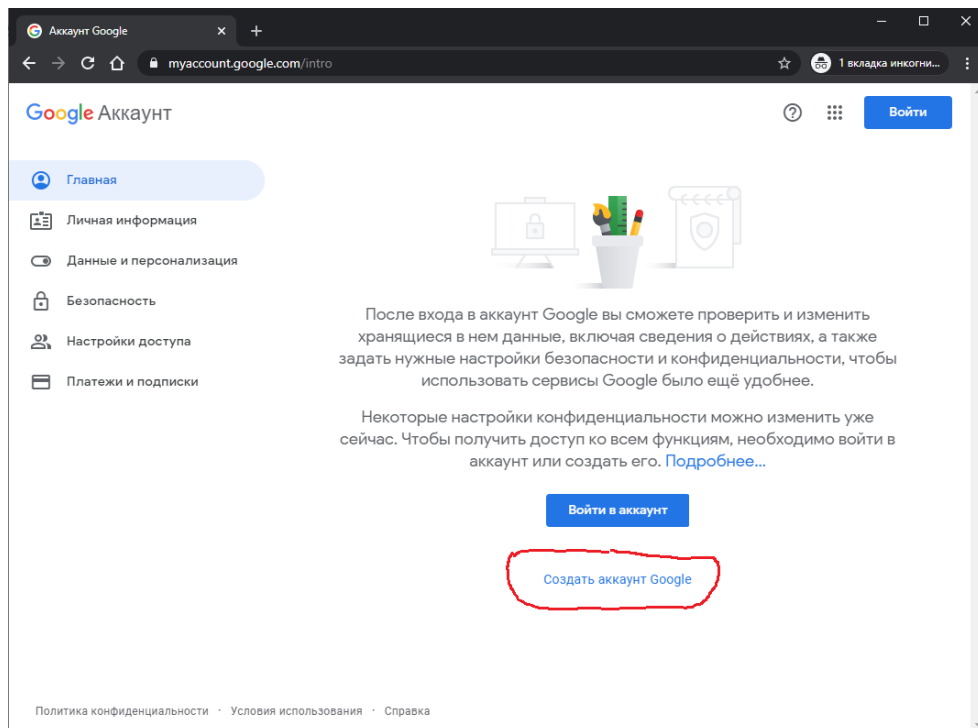 Аккаунт Google
myaccount.google.com/intro
1 вкладка инкогни...
Google Аккаунт
Войти
Главная
Личная информация
Данные и персонализация
Безопасность
Настройки доступа
Платежи и подписки
После входа в аккаунт Google вы сможете проверить и изменить
хранящиеся в нем данные, включая сведения о действиях, а также
задать нужные настройки безопасности и конфиденциальности, чтобы
использовать сервисы Google было ещё удобнее.
Некоторые настройки конфиденциальности можно изменить уже
сейчас. Чтобы получить доступ ко всем функциям, необходимо войти в
аккаунт или создать его. Подробнее...
Войти в аккаунт
Создать аккаунт Google
Политика конфиденциальности · Условия использования · Справка